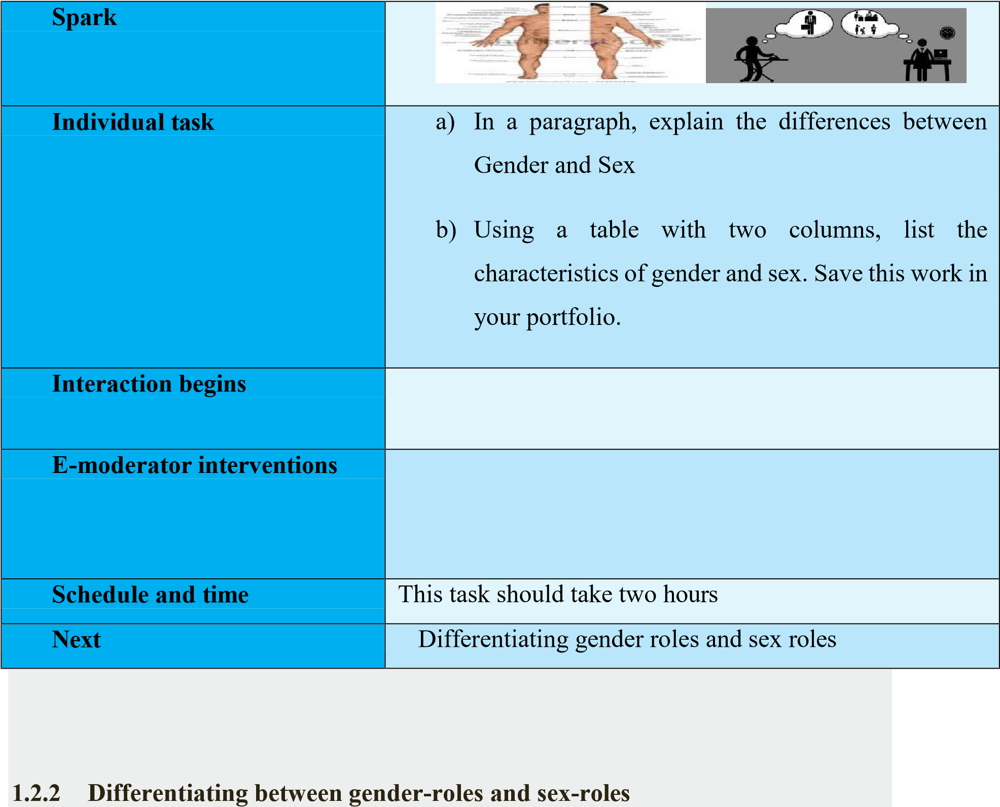 Spark
Individual task
a) In a paragraph, explain the differences between
Gender and Sex
b) Using a table with two columns, list the
characteristics of gender and sex. Save this work in
your portfolio.
Interaction begins
E-moderator interventions
Schedule and time
This task should take two hours
Next
Differentiating gender roles and sex roles
1.2.2 Differentiating between gender-roles and sex-roles